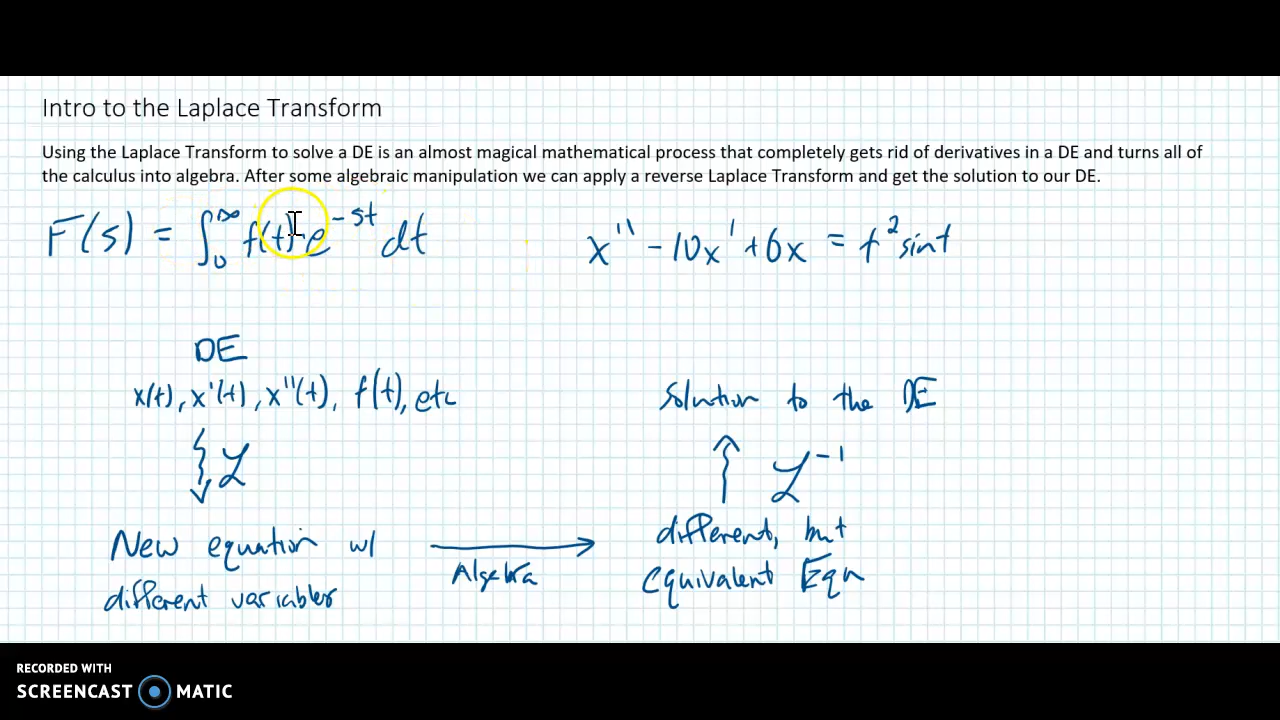 Intro to the Laplace Transform
Using the Laplace Transform to solve a DE is an almost magical mathematical process that completely gets rid of derivatives in a DE and turns all of
the calculus into algebra. After some algebraic manipulation we can apply a reverse Laplace Transform and get the solution to our DE.
F(s) = ∫₀^∞ f(t)·e^{-st} dt
x'' - 10x' + 6x = t² sin t
DE
x(t), x'(t), x''(t), f(t), etc
Solution to the DE
ℒ
ℒ⁻¹
New equation w/
different variables
Algebra
different, but
equivalent Eqn
RECORDED WITH
SCREENCAST MATIC